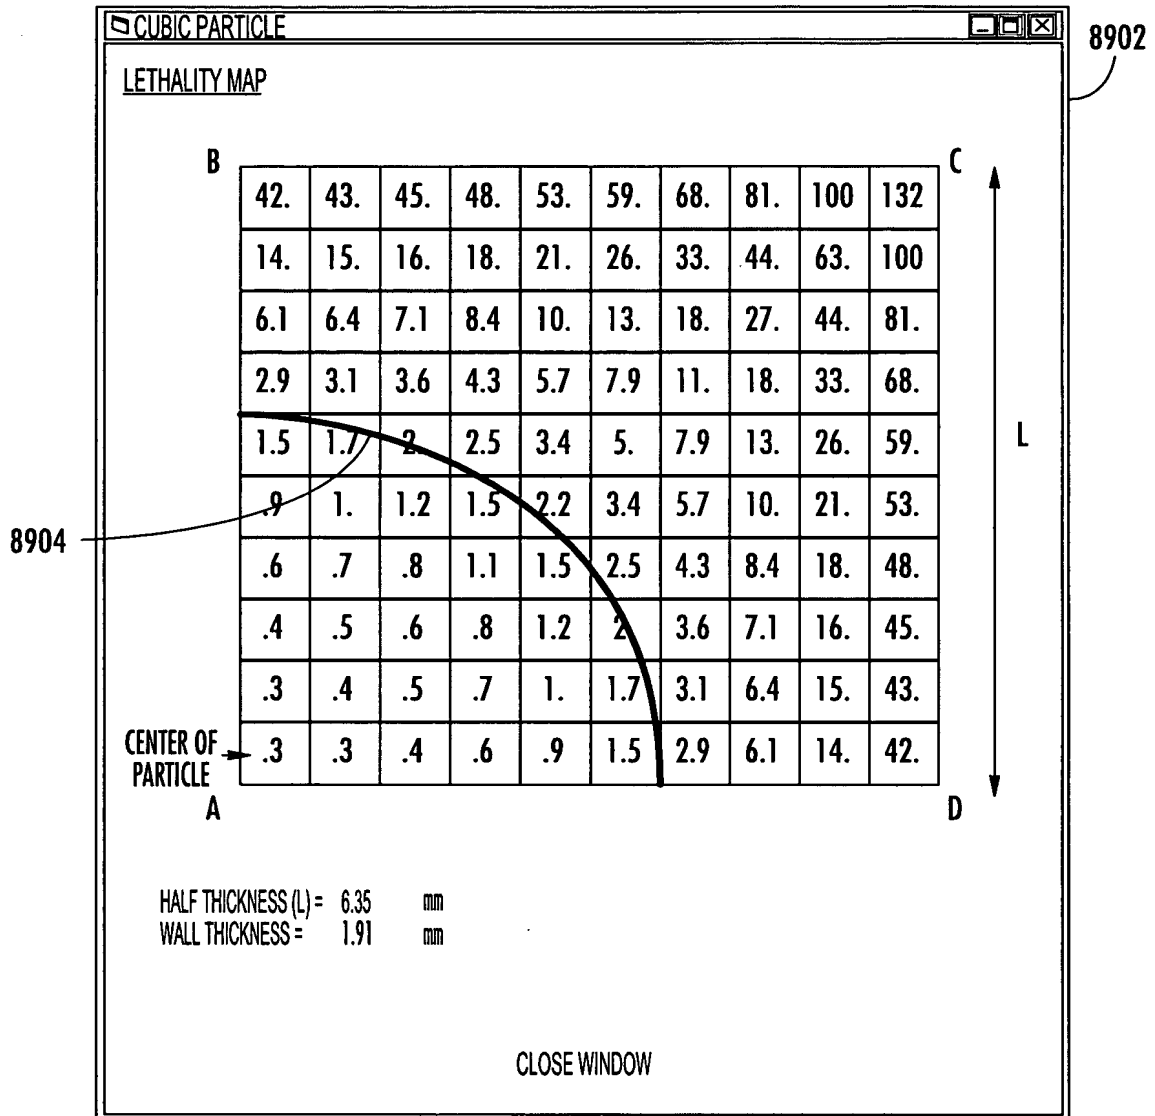 CUBIC PARTICLE
8902
LETHALITY MAP
B C
42. 43. 45. 48. 53. 59. 68. 81. 100 132
14. 15. 16. 18. 21. 26. 33. 44. 63. 100
6.1 6.4 7.1 8.4 10. 13. 18. 27. 44. 81.
2.9 3.1 3.6 4.3 5.7 7.9 11. 18. 33. 68.
1.5 1.7 2. 2.5 3.4 5. 7.9 13. 26. 59.
L
.9 1. 1.2 1.5 2.2 3.4 5.7 10. 21. 53.
8904
.6 .7 .8 1.1 1.5 2.5 4.3 8.4 18. 48.
.4 .5 .6 .8 1.2 2 3.6 7.1 16. 45.
.3 .4 .5 .7 1. 1.7 3.1 6.4 15. 43.
CENTER OF
PARTICLE
.3 .3 .4 .6 .9 1.5 2.9 6.1 14. 42.
A D
HALF THICKNESS (L) = 6.35 mm
WALL THICKNESS = 1.91 mm
CLOSE WINDOW